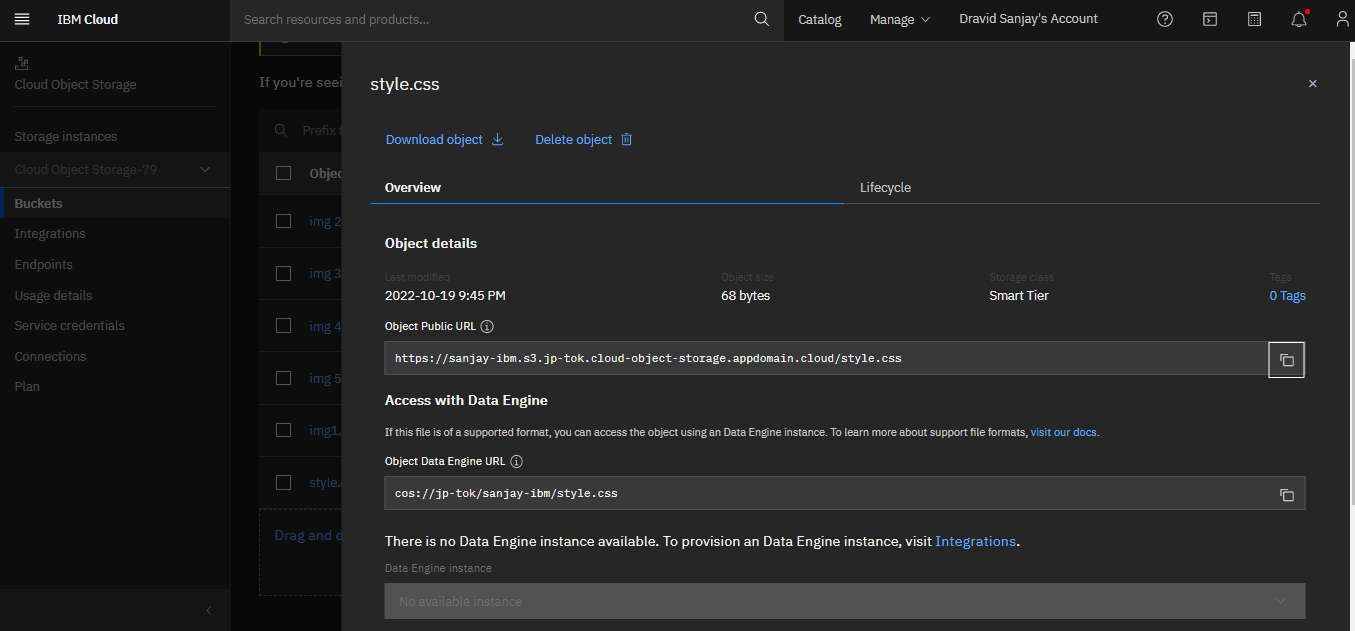 IBM Cloud
Search resources and products...
Catalog
Manage
Dravid Sanjay's Account
Cloud Object Storage
Storage instances
Cloud Object Storage-79
Buckets
Integrations
Endpoints
Usage details
Service credentials
Connections
Plan
If you're seei
Prefix f
Objec
img 2
img 3
img 4
img 5
img1.
style.
Drag and
style.css
Download object
Delete object
Overview
Lifecycle
Object details
Last modified
2022-10-19 9:45 PM
Object size
68 bytes
Storage class
Smart Tier
Tags
0 Tags
Object Public URL
https://sanjay-ibm.s3.jp-tok.cloud-object-storage.appdomain.cloud/style.css
Access with Data Engine
If this file is of a supported format, you can access the object using an Data Engine instance. To learn more about support file formats, visit our docs.
Object Data Engine URL
cos://jp-tok/sanjay-ibm/style.css
There is no Data Engine instance available. To provision an Data Engine instance, visit Integrations.
Data Engine instance
No available instance